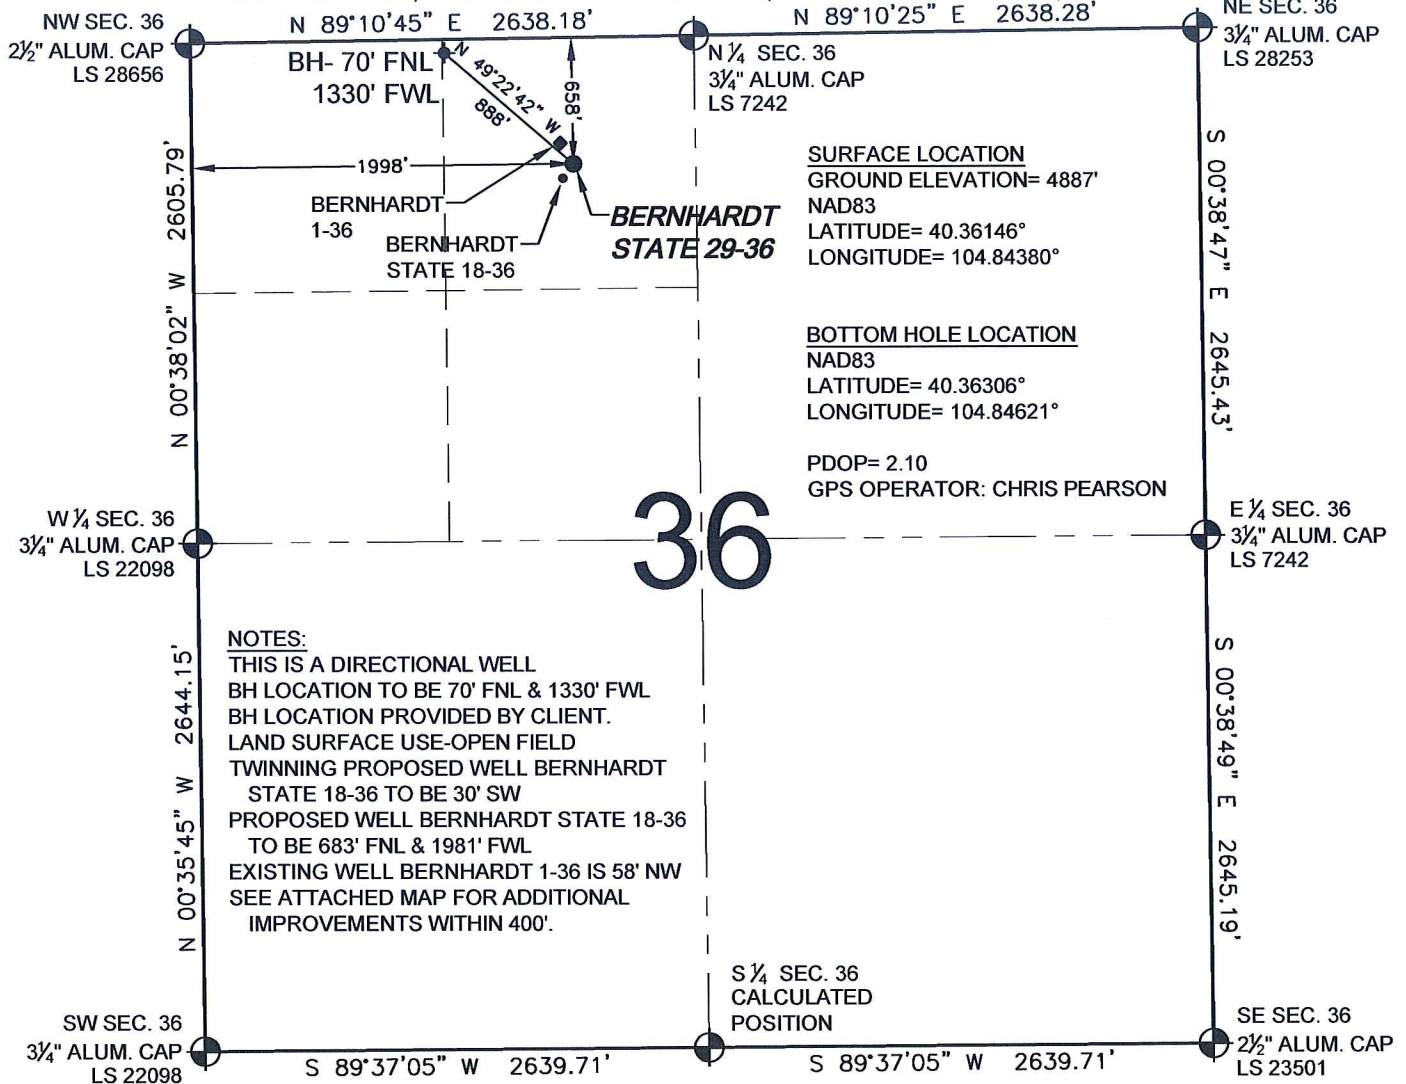 NW SEC. 36
2½" ALUM. CAP
LS 28656
N 89°10'45" E 2638.18'
N 89°10'25" E 2638.28'
NE SEC. 36
3¼" ALUM. CAP
LS 28253
N ¼ SEC. 36
3¼" ALUM. CAP
LS 7242
BH- 70' FNL
1330' FWL
N 49°22'42" W
888'
658'
1998'
BERNHARDT
1-36
BERNHARDT
STATE 18-36
BERNHARDT
STATE 29-36
N 00°38'02" W 2605.79'
SURFACE LOCATION
GROUND ELEVATION= 4887'
NAD83
LATITUDE= 40.36146°
LONGITUDE= 104.84380°
BOTTOM HOLE LOCATION
NAD83
LATITUDE= 40.36306°
LONGITUDE= 104.84621°
PDOP= 2.10
GPS OPERATOR: CHRIS PEARSON
S 00°38'47" E 2645.43'
W ¼ SEC. 36
3¼" ALUM. CAP
LS 22098
36
E ¼ SEC. 36
3¼" ALUM. CAP
LS 7242
NOTES:
THIS IS A DIRECTIONAL WELL
BH LOCATION TO BE 70' FNL & 1330' FWL
BH LOCATION PROVIDED BY CLIENT.
LAND SURFACE USE-OPEN FIELD
TWINNING PROPOSED WELL BERNHARDT
STATE 18-36 TO BE 30' SW
PROPOSED WELL BERNHARDT STATE 18-36
TO BE 683' FNL & 1981' FWL
EXISTING WELL BERNHARDT 1-36 IS 58' NW
SEE ATTACHED MAP FOR ADDITIONAL
IMPROVEMENTS WITHIN 400'.
N 00°35'45" W 2644.15'
S 00°38'49" E 2645.19'
S ¼ SEC. 36
CALCULATED
POSITION
SW SEC. 36
3¼" ALUM. CAP
LS 22098
S 89°37'05" W 2639.71'
S 89°37'05" W 2639.71'
SE SEC. 36
2½" ALUM. CAP
LS 23501